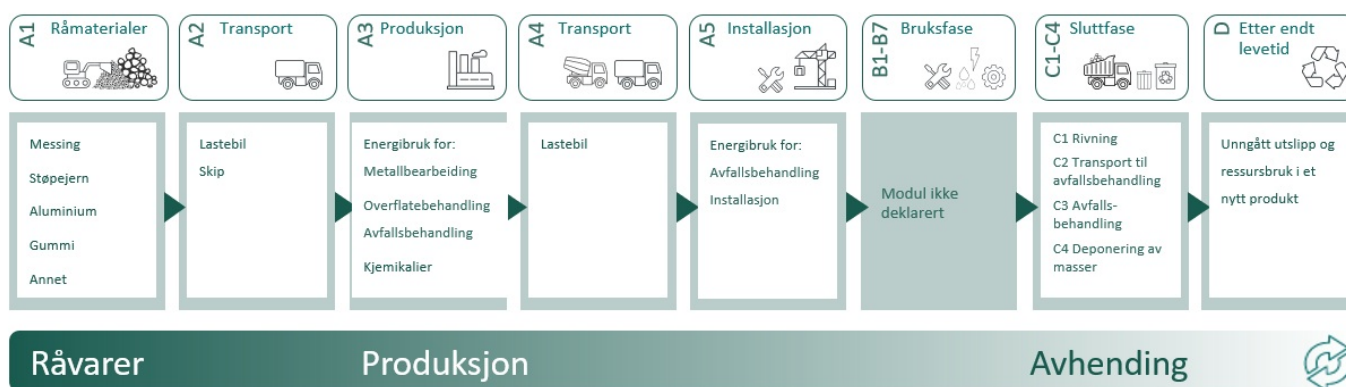 A1 Råmaterialer
A2 Transport
A3 Produksjon
A4 Transport
A5 Installasjon
B1-B7 Bruksfase
C1-C4 Sluttfase
D Etter endt
levetid
Messing
Støpejern
Aluminium
Gummi
Annet
Lastebil
Skip
Energibruk for:
Metallbearbeiding
Overflatebehandling
Avfallsbehandling
Kjemikalier
Lastebil
Energibruk for:
Avfallsbehandling
Installasjon
Modul ikke
deklarert
C1 Rivning
C2 Transport til
avfallsbehandling
C3 Avfalls-
behandling
C4 Deponering av
masser
Unngått utslipp og
ressursbruk i et
nytt produkt
Råvarer
Produksjon
Avhending